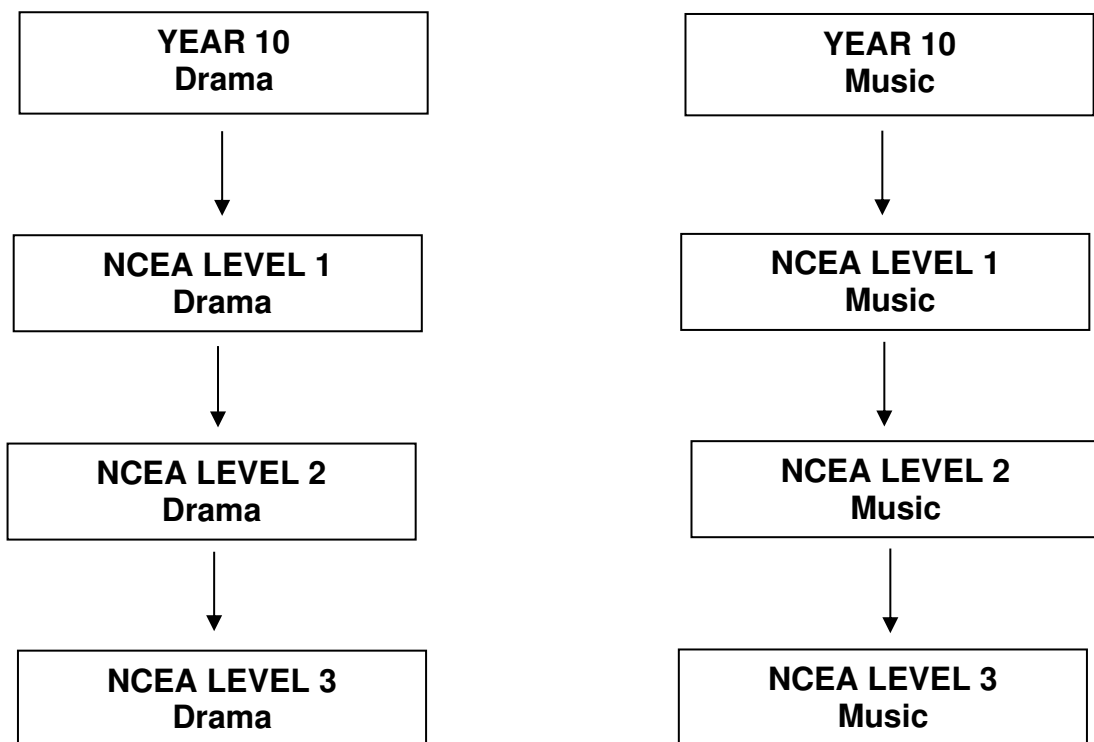 YEAR 10
Drama
NCEA LEVEL 1
Drama
NCEA LEVEL 2
Drama
NCEA LEVEL 3
Drama
YEAR 10
Music
NCEA LEVEL 1
Music
NCEA LEVEL 2
Music
NCEA LEVEL 3
Music